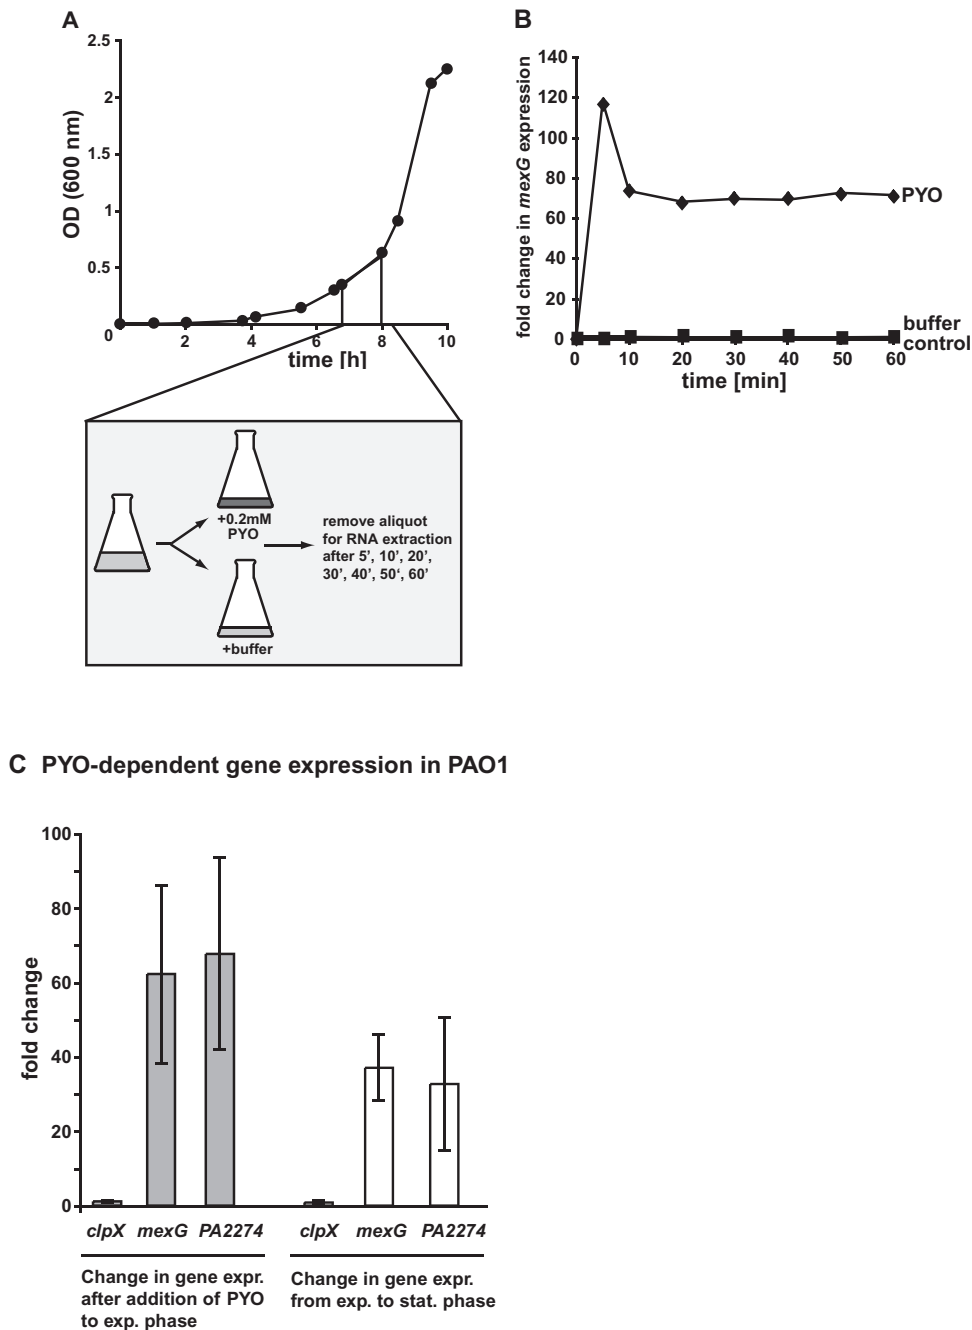 A
2.5
2
1.5
1
0.5
0
OD (600 nm)
2
4
6
8
10
time [h]
+0.2mM
PYO
+buffer
remove aliquot
for RNA extraction
after 5’, 10’, 20’,
30’, 40’, 50‘, 60’
B
140
120
100
80
60
40
20
0
fold change in mexG expression
PYO
buffer
control
0
10
20
30
40
50
60
time [min]
C PYO-dependent gene expression in PAO1
100
80
60
40
20
0
fold change
clpX mexG PA2274
clpX mexG PA2274
Change in gene expr.
after addition of PYO
to exp. phase
Change in gene expr.
from exp. to stat. phase